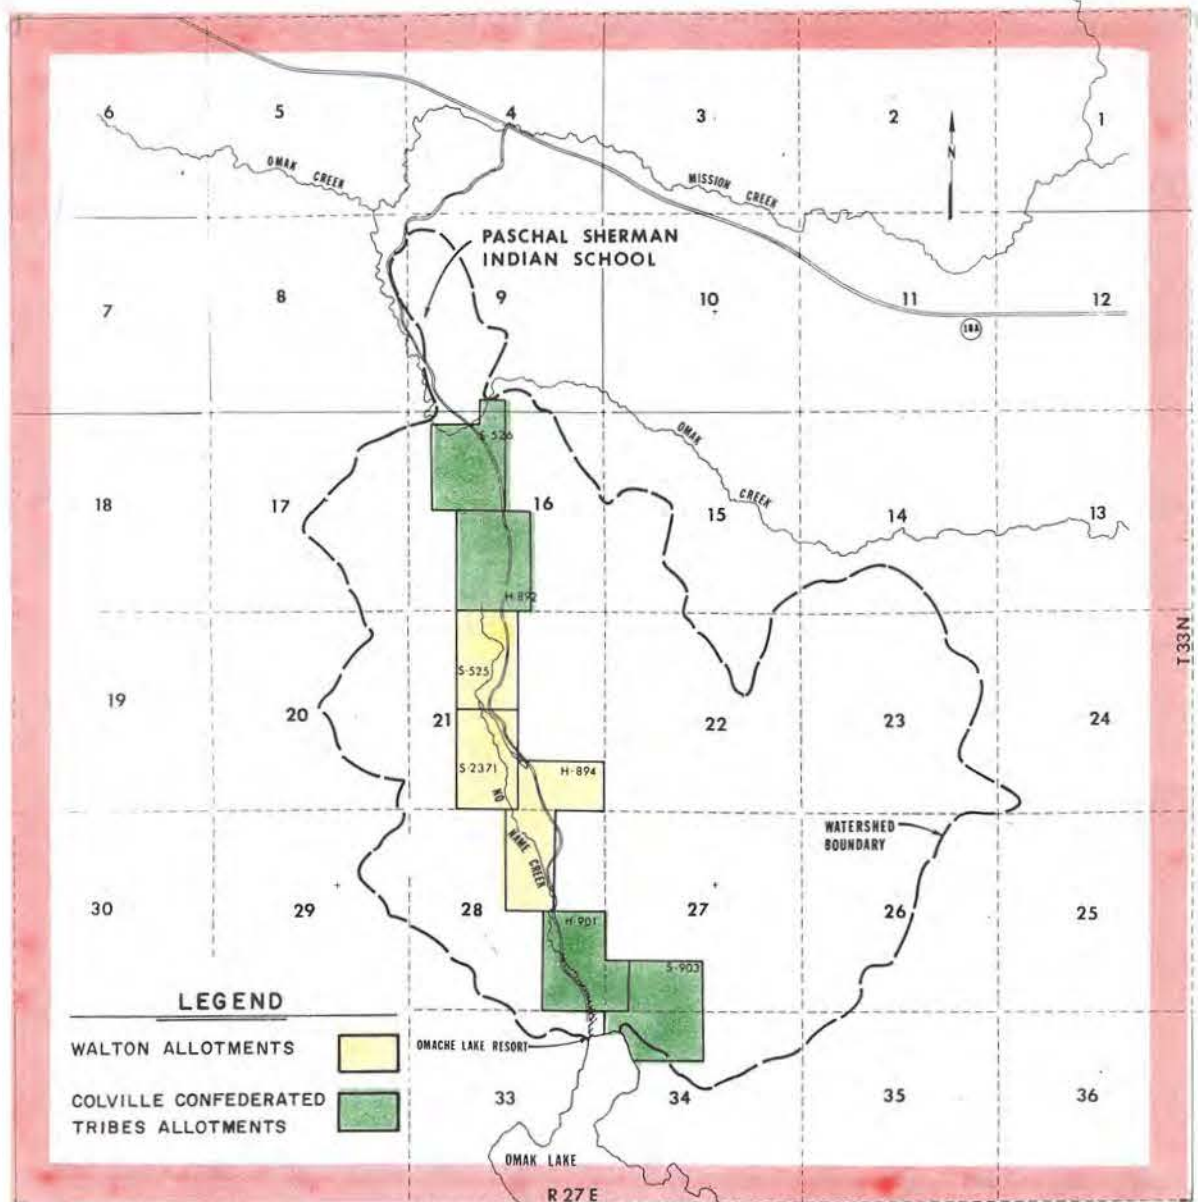 6
5
4
3
2
1
OMAK CREEK
MISSION CREEK
N
PASCHAL SHERMAN
INDIAN SCHOOL
7
8
9
10
11
12
S-526
OMAK
CREEK
18
17
16
15
14
13
H-892
T33N
S-525
19
20
21
22
23
24
S-2371
H-894
NO
NAME CREEK
WATERSHED
BOUNDARY
30
29
28
27
26
25
H-901
S-903
LEGEND
WALTON ALLOTMENTS
OMACHE LAKE RESORT
COLVILLE CONFEDERATED
TRIBES ALLOTMENTS
33
34
35
36
OMAK LAKE
R 27 E